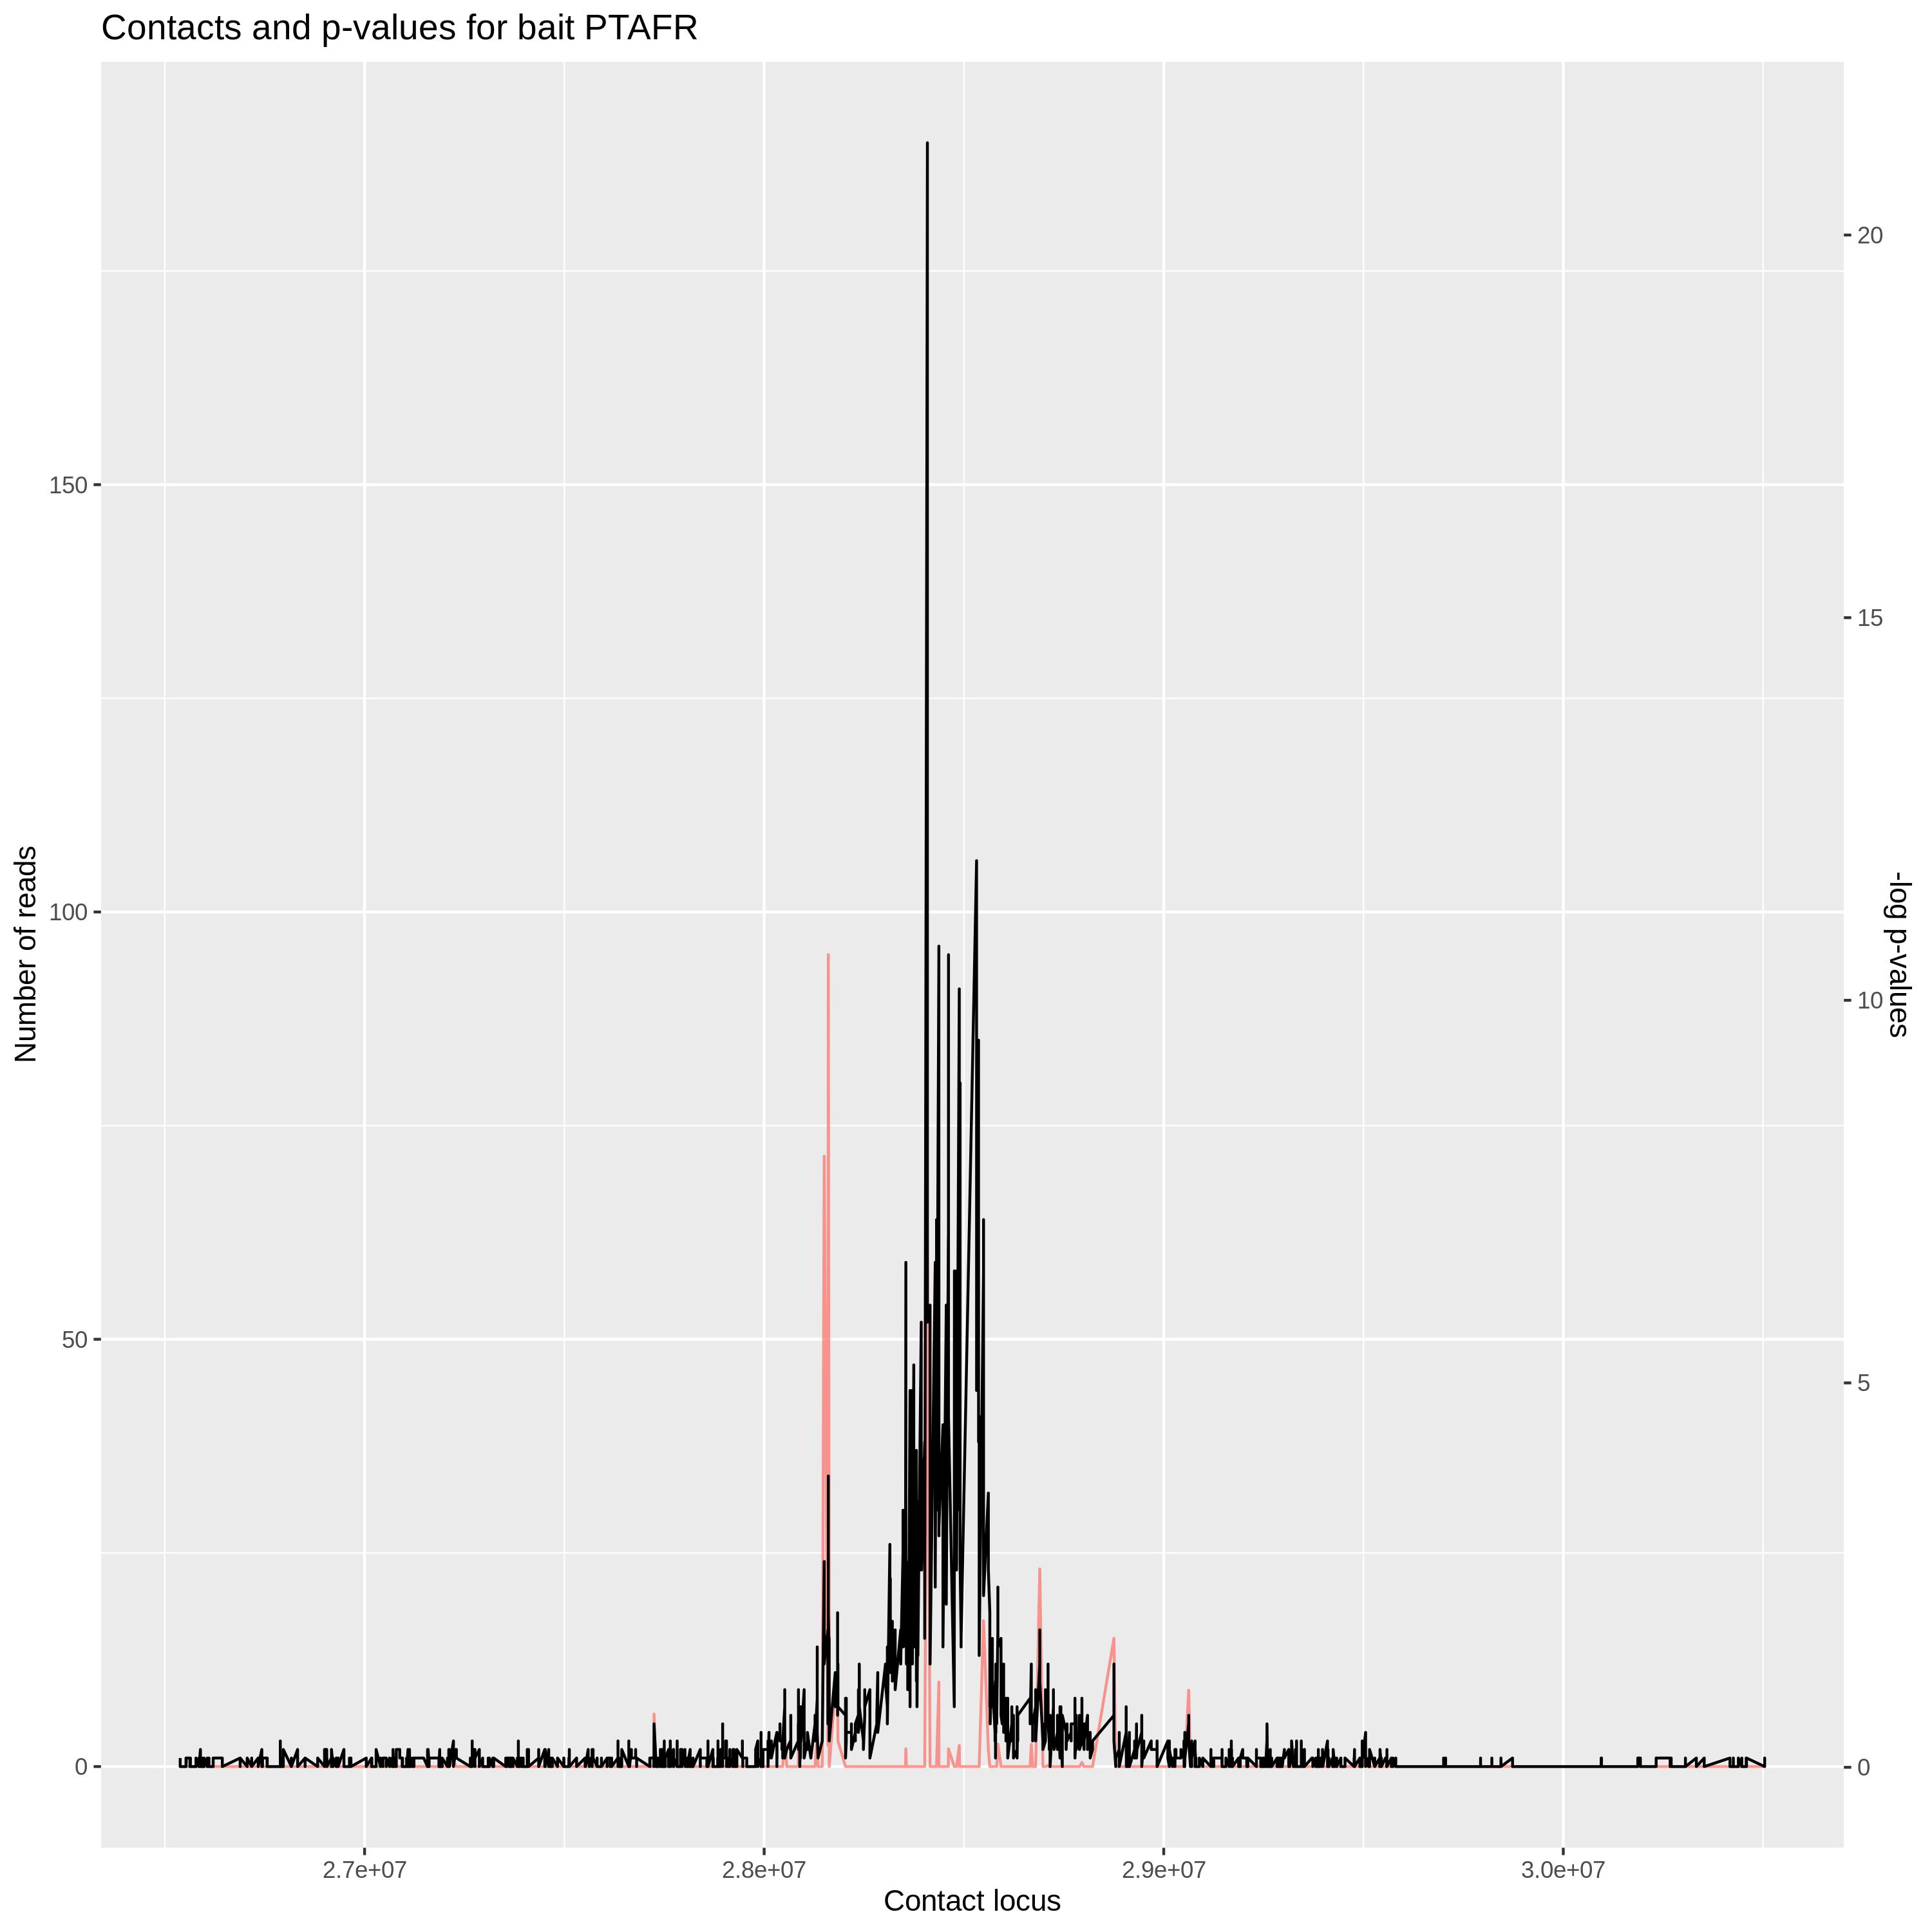 Contacts and p-values for bait PTAFR
150
100
50
0
Number of reads
20
15
10
5
0
-log p-values
2.7e+07
2.8e+07
2.9e+07
3.0e+07
Contact locus